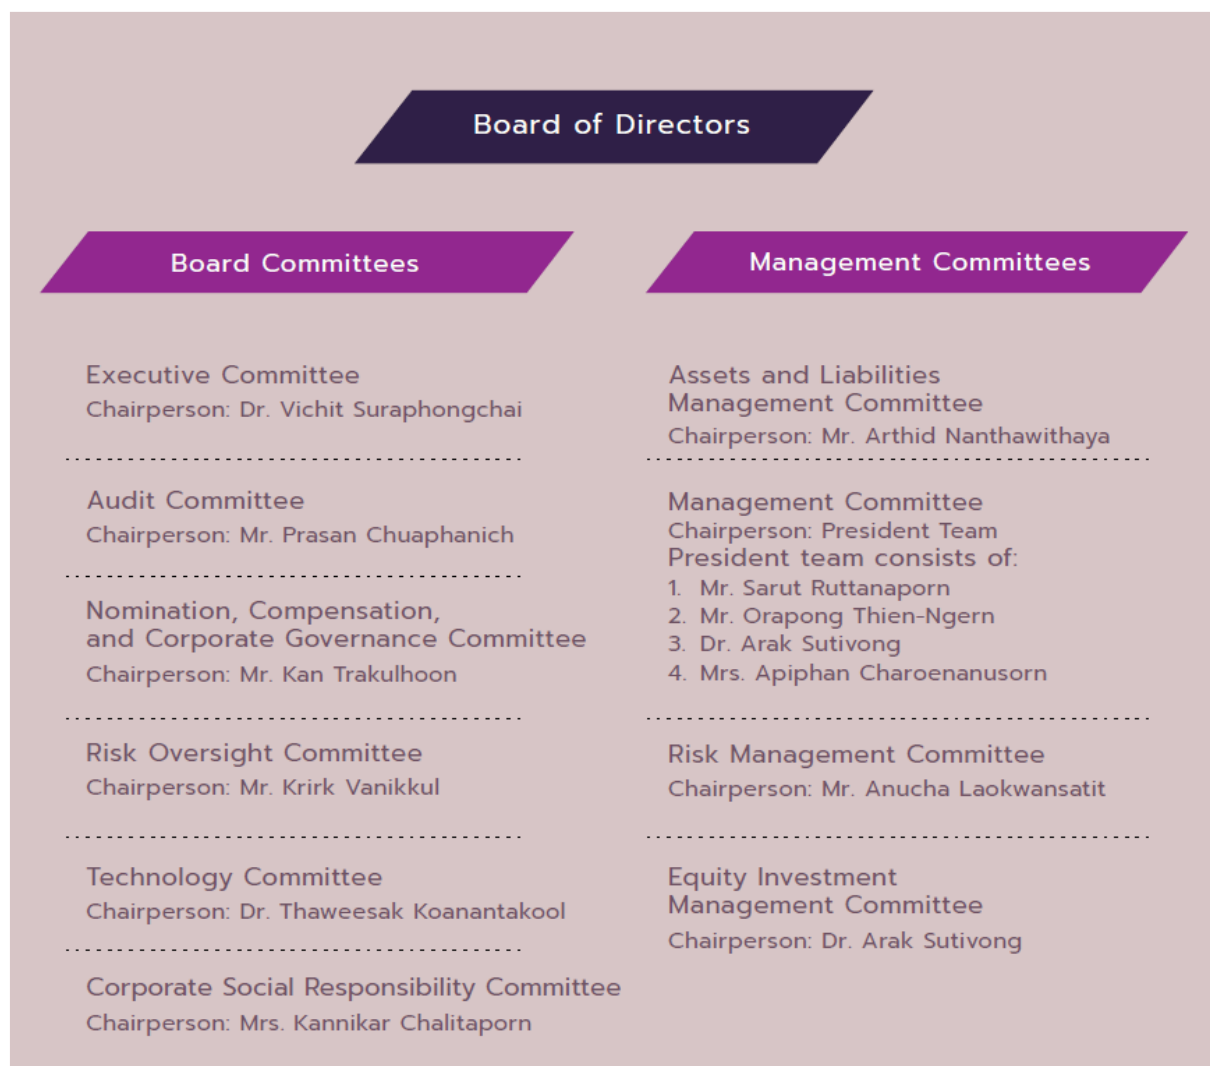 Board of Directors
Board Committees
Executive Committee
Chairperson: Dr. Vichit Suraphongchai
Audit Committee
Chairperson: Mr. Prasan Chuaphanich
Nomination, Compensation,
and Corporate Governance Committee
Chairperson: Mr. Kan Trakulhoon
Risk Oversight Committee
Chairperson: Mr. Krirk Vanikkul
Technology Committee
Chairperson: Dr. Thaweesak Koanantakool
Corporate Social Responsibility Committee
Chairperson: Mrs. Kannikar Chalitaporn
Management Committees
Assets and Liabilities
Management Committee
Chairperson: Mr. Arthid Nanthawithaya
Management Committee
Chairperson: President Team
President team consists of:
1. Mr. Sarut Ruttanaporn
2. Mr. Orapong Thien-Ngern
3. Dr. Arak Sutivong
4. Mrs. Apiphan Charoenanusorn
Risk Management Committee
Chairperson: Mr. Anucha Laokwansatit
Equity Investment
Management Committee
Chairperson: Dr. Arak Sutivong